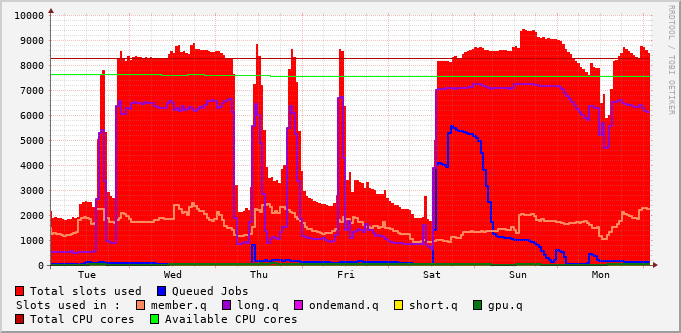 10000
9000
8000
7000
6000
5000
4000
3000
2000
1000
0
Tue Wed Thu Fri Sat Sun Mon
Total slots used Queued Jobs
Slots used in : member.q long.q ondemand.q short.q gpu.q
Total CPU cores Available CPU cores
RRDTOOL / TOBI OETIKER